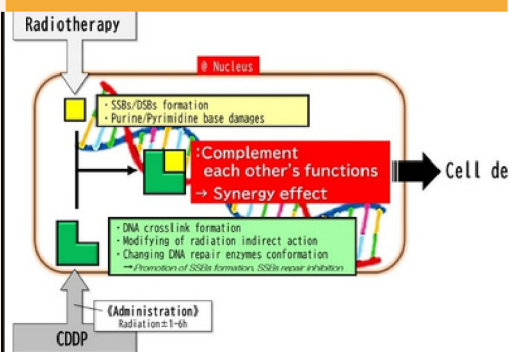 Radiotherapy
@ Nucleus
・SSBs/DSBs formation
・Purine/Pyrimidine base damages
:Complement
each other's functions
→ Synergy effect
Cell de
・DNA crosslink formation
・Modifying of radiation indirect action
・Changing DNA repair enzymes conformation
→Promotion of SSBs formation, SSBs repair inhibition
《Administration》
Radiation±1-6h
CDDP